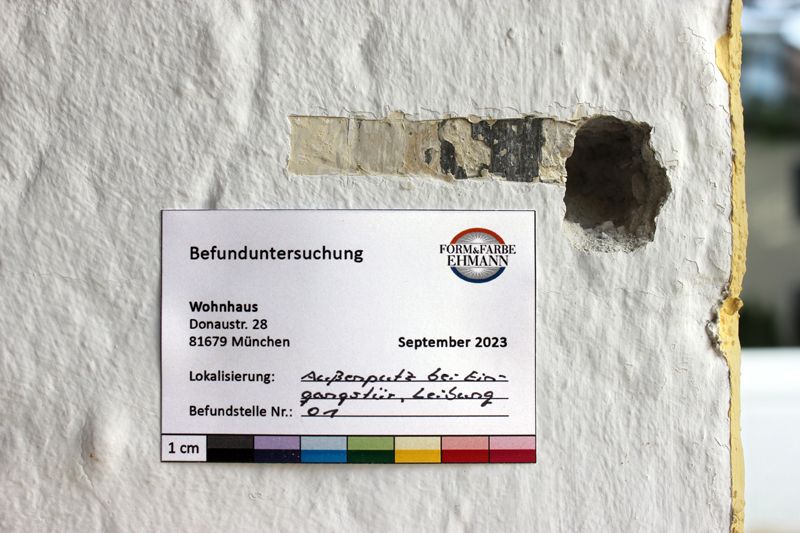 Befunduntersuchung
FORM&FARBE
EHMANN
Wohnhaus
Donaustr. 28
81679 München
September 2023
Lokalisierung: Außenputz bei Ein-
gangstür, Leibung
Befundstelle Nr.: 01
1 cm